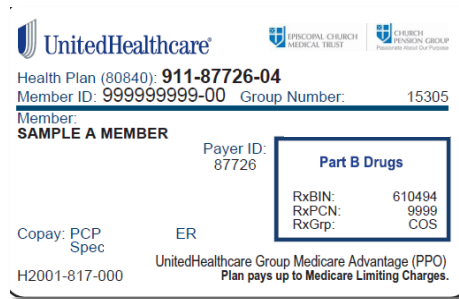 UnitedHealthcare®
EPISCOPAL CHURCH
MEDICAL TRUST
CHURCH
PENSION GROUP
Passionate About Our Purpose
Health Plan (80840): 911-87726-04
Member ID: 999999999-00 Group Number: 15305
Member:
SAMPLE A MEMBER
Payer ID:
87726
Part B Drugs
RxBIN: 610494
RxPCN: 9999
RxGrp: COS
Copay: PCP ER
Spec
UnitedHealthcare Group Medicare Advantage (PPO)
H2001-817-000 Plan pays up to Medicare Limiting Charges.